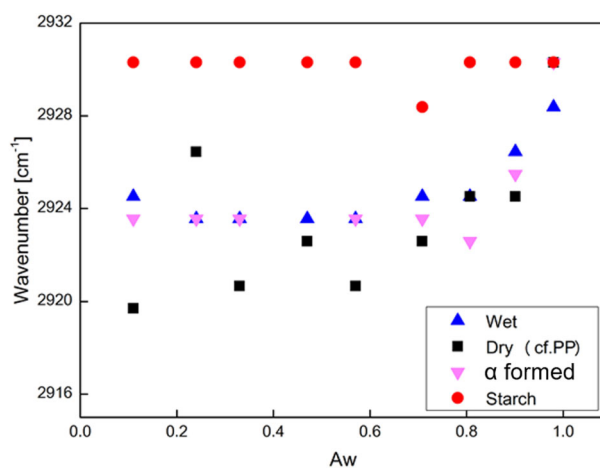 2932
2928
2924
2920
2916
Wavenumber [cm⁻¹]
0.0 0.2 0.4 0.6 0.8 1.0
Aw
Wet
Dry (cf.PP)
α formed
Starch